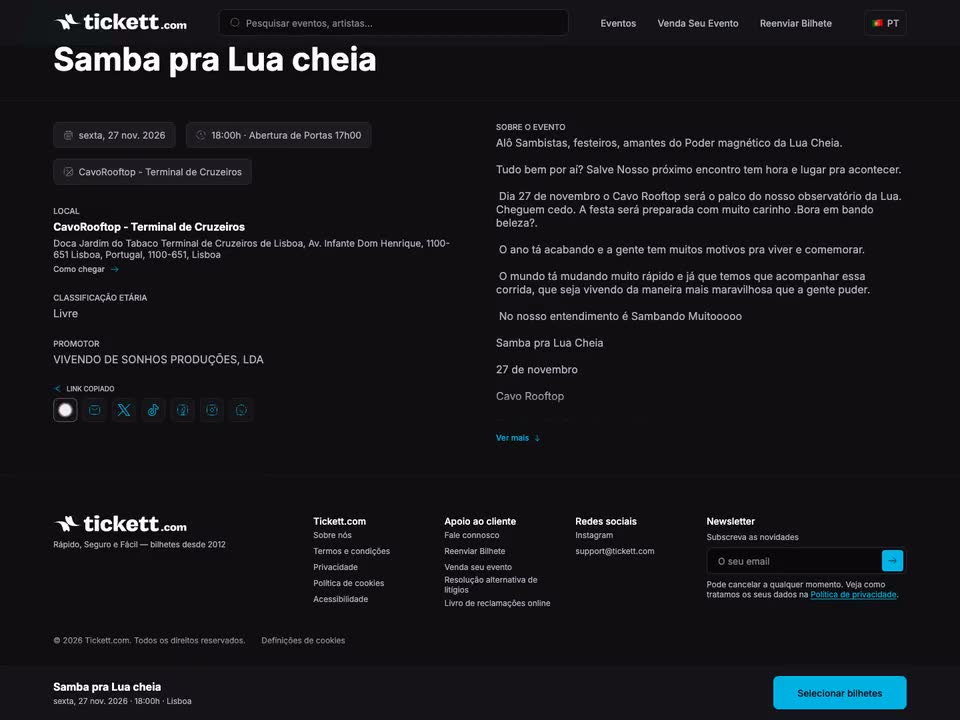 tickett.com
Pesquisar eventos, artistas...
Eventos
Venda Seu Evento
Reenviar Bilhete
PT
Samba pra Lua cheia
sexta, 27 nov. 2026
18:00h · Abertura de Portas 17h00
CavoRooftop - Terminal de Cruzeiros
LOCAL
CavoRooftop - Terminal de Cruzeiros
Doca Jardim do Tabaco Terminal de Cruzeiros de Lisboa, Av. Infante Dom Henrique, 1100-
651 Lisboa, Portugal, 1100-651, Lisboa
Como chegar →
CLASSIFICAÇÃO ETÁRIA
Livre
PROMOTOR
VIVENDO DE SONHOS PRODUÇÕES, LDA
LINK COPIADO
SOBRE O EVENTO
Alô Sambistas, festeiros, amantes do Poder magnético da Lua Cheia.
Tudo bem por aí? Salve Nosso próximo encontro tem hora e lugar pra acontecer.
Dia 27 de novembro o Cavo Rooftop será o palco do nosso observatório da Lua.
Cheguem cedo. A festa será preparada com muito carinho .Bora em bando
beleza?.
O ano tá acabando e a gente tem muitos motivos pra viver e comemorar.
O mundo tá mudando muito rápido e já que temos que acompanhar essa
corrida, que seja vivendo da maneira mais maravilhosa que a gente puder.
No nosso entendimento é Sambando Muitooooo
Samba pra Lua Cheia
27 de novembro
Cavo Rooftop
Ver mais ↓
tickett.com
Rápido, Seguro e Fácil — bilhetes desde 2012
Tickett.com
Sobre nós
Termos e condições
Privacidade
Política de cookies
Acessibilidade
Apoio ao cliente
Fale connosco
Reenviar Bilhete
Venda seu evento
Resolução alternativa de
litígios
Livro de reclamações online
Redes sociais
Instagram
support@tickett.com
Newsletter
Subscreva as novidades
O seu email
Pode cancelar a qualquer momento. Veja como
tratamos os seus dados na Política de privacidade.
© 2026 Tickett.com. Todos os direitos reservados.
Definições de cookies
Samba pra Lua cheia
sexta, 27 nov. 2026 · 18:00h · Lisboa
Selecionar bilhetes